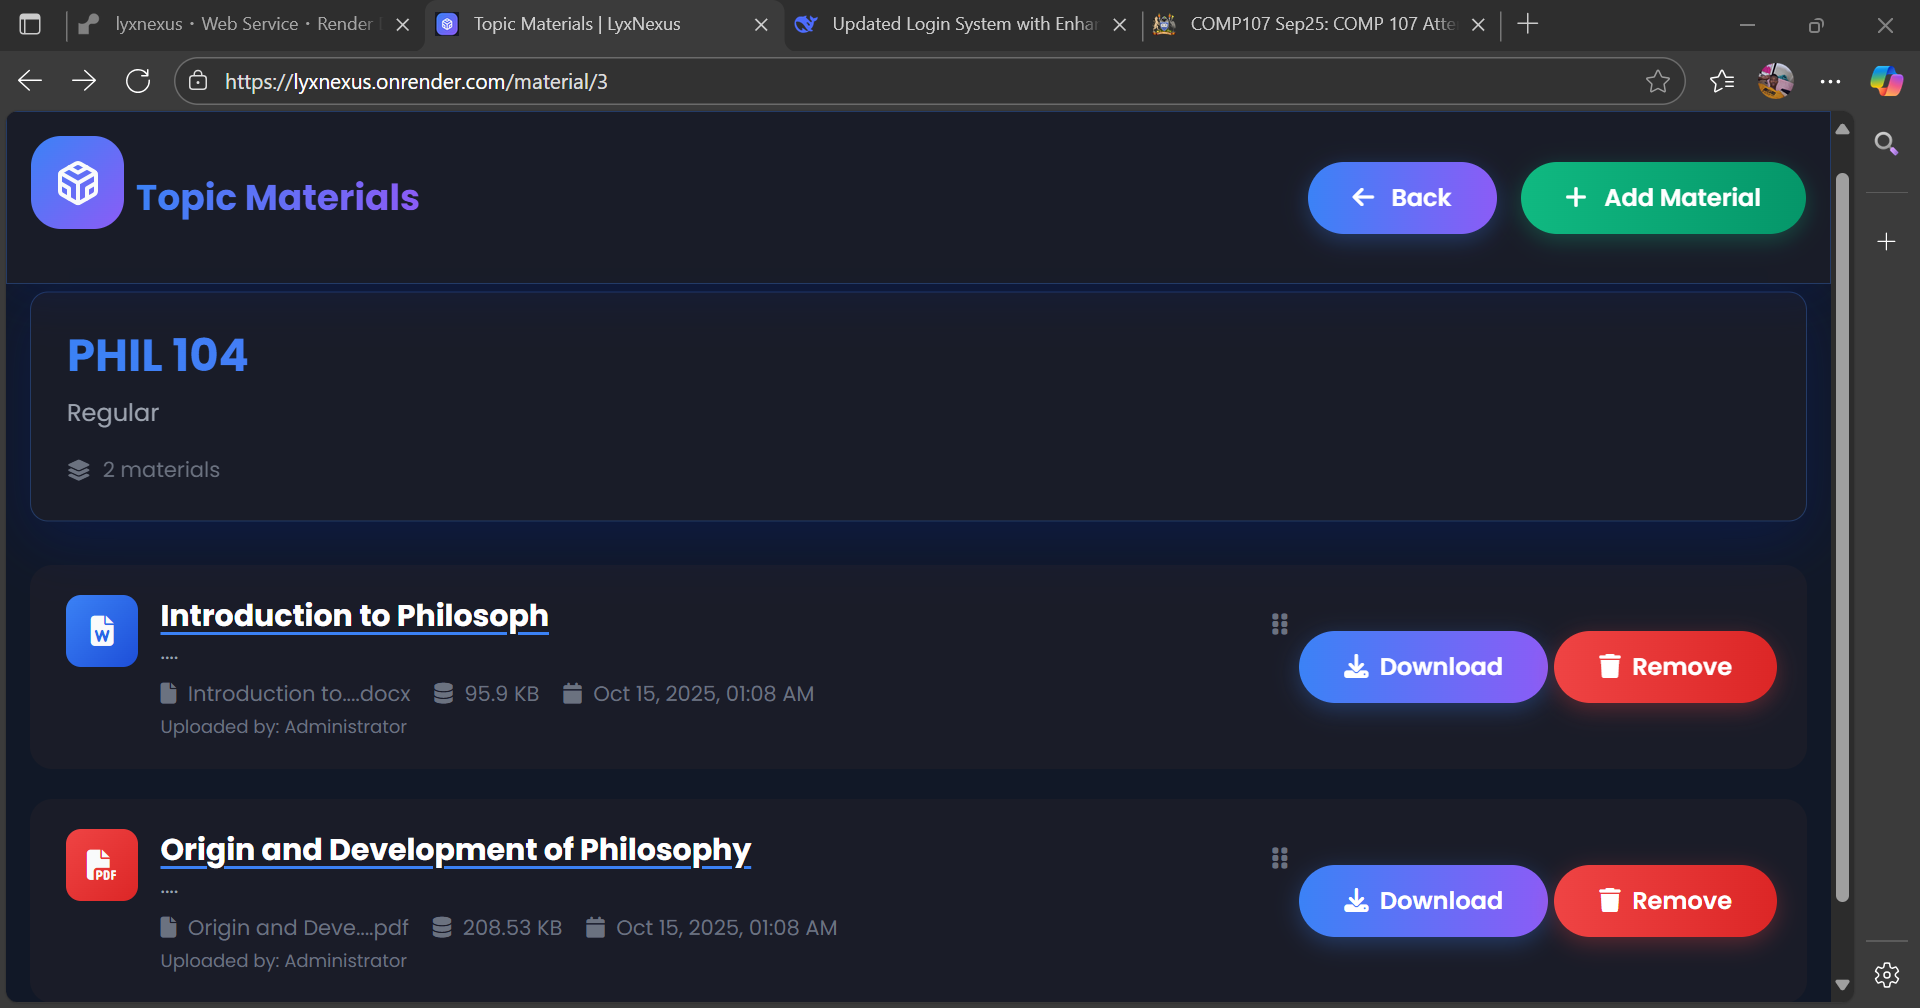 lyxnexus · Web Service · Render
Topic Materials | LyxNexus
Updated Login System with Enha
COMP107 Sep25: COMP 107 Atte
https://lyxnexus.onrender.com/material/3
Topic Materials
Back
Add Material
PHIL 104
Regular
2 materials
Introduction to Philosoph
....
Introduction to....docx 95.9 KB Oct 15, 2025, 01:08 AM
Uploaded by: Administrator
Download
Remove
Origin and Development of Philosophy
....
PDF
Origin and Deve....pdf 208.53 KB Oct 15, 2025, 01:08 AM
Uploaded by: Administrator
Download
Remove